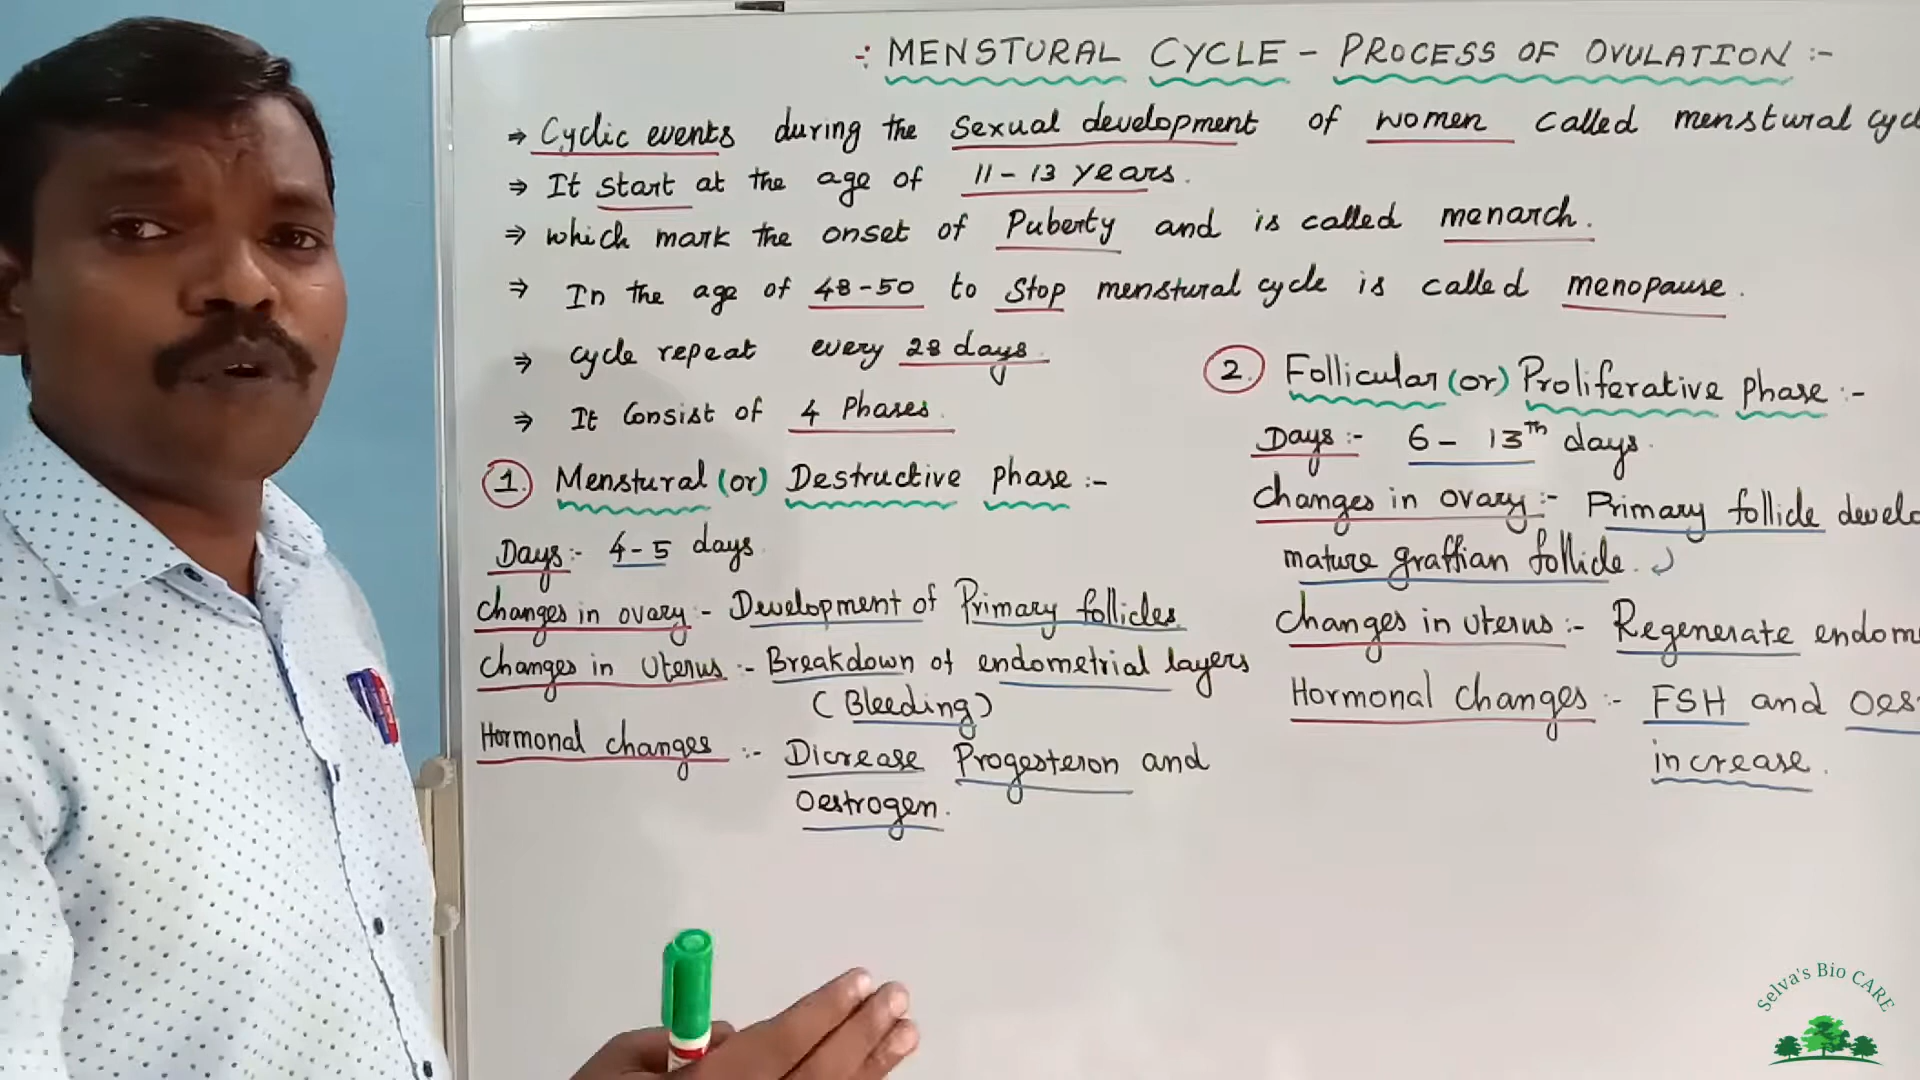 :- MENSTURAL CYCLE - PROCESS OF OVULATION :-
⇒ Cyclic events during the sexual development of women called menstural cycl
⇒ It start at the age of 11-13 years.
⇒ which mark the onset of Puberty and is called menarch.
⇒ In the age of 48-50 to stop menstural cycle is called menopause.
⇒ cycle repeat every 28 days.
⇒ It consist of 4 Phases.
1. Menstural (or) Destructive phase :-
Days:- 4-5 days.
Changes in ovary:- Development of Primary follicles.
Changes in Uterus:- Breakdown of endometrial layers
(Bleeding)
Hormonal changes :- Dicrease Progesteron and
Oestrogen.
2. Follicular (or) Proliferative phase :-
Days:- 6 - 13th days.
Changes in ovary:- Primary follicle develo
mature graffian follicle.
Changes in uterus:- Regenerate endom
Hormonal changes:- FSH and oes
increase.
Selva's Bio CARE